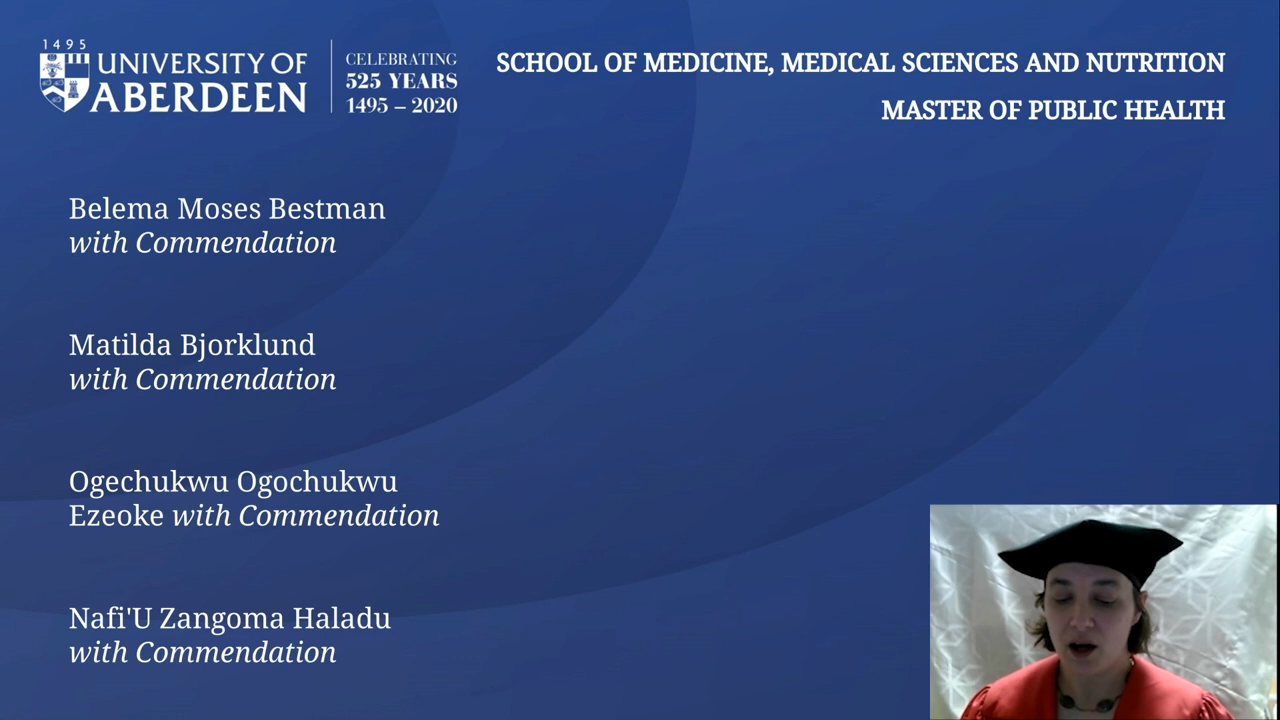 1495
UNIVERSITY OF
ABERDEEN
CELEBRATING
525 YEARS
1495 – 2020
SCHOOL OF MEDICINE, MEDICAL SCIENCES AND NUTRITION
MASTER OF PUBLIC HEALTH
Belema Moses Bestman
with Commendation
Matilda Bjorklund
with Commendation
Ogechukwu Ogochukwu
Ezeoke with Commendation
Nafi'U Zangoma Haladu
with Commendation